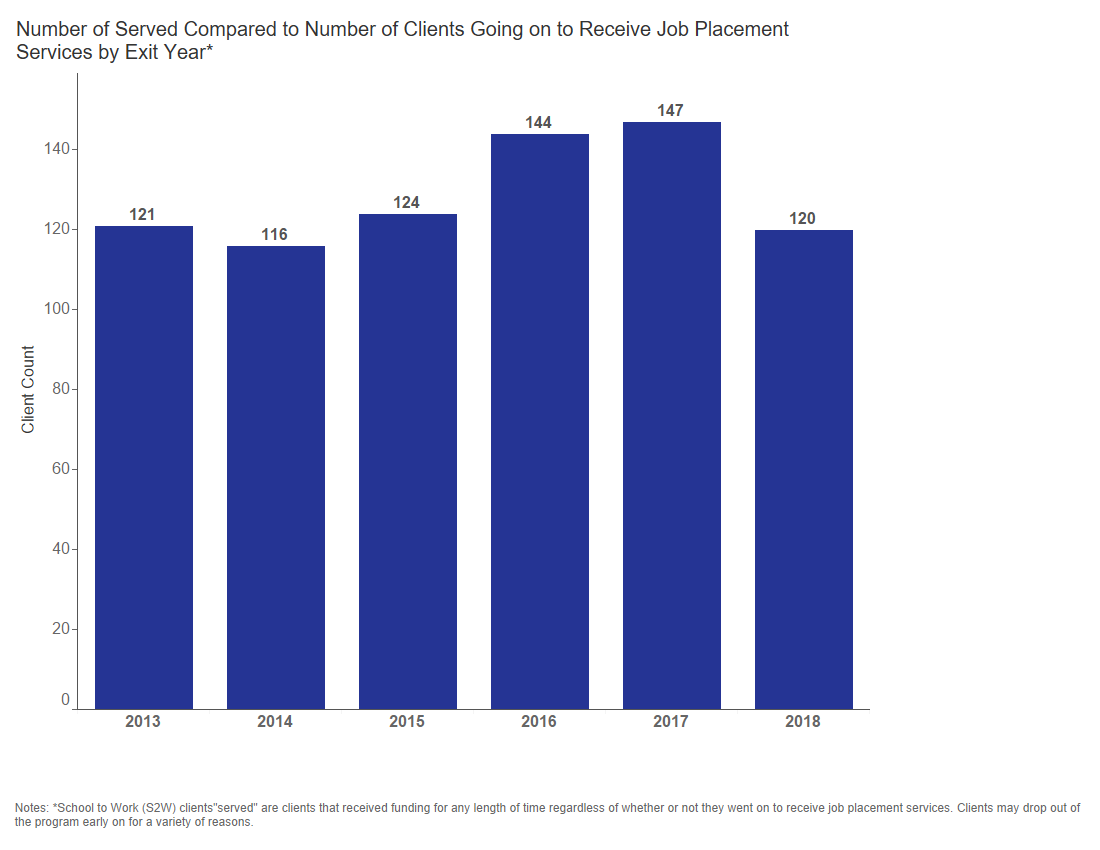 Number of Served Compared to Number of Clients Going on to Receive Job Placement
Services by Exit Year*
147
144
140
124
121
120
120
116
100
Client Count
80
60
40
20
0
2013 2014 2015 2016 2017 2018
Notes: *School to Work (S2W) clients"served" are clients that received funding for any length of time regardless of whether or not they went on to receive job placement services. Clients may drop out of
the program early on for a variety of reasons.